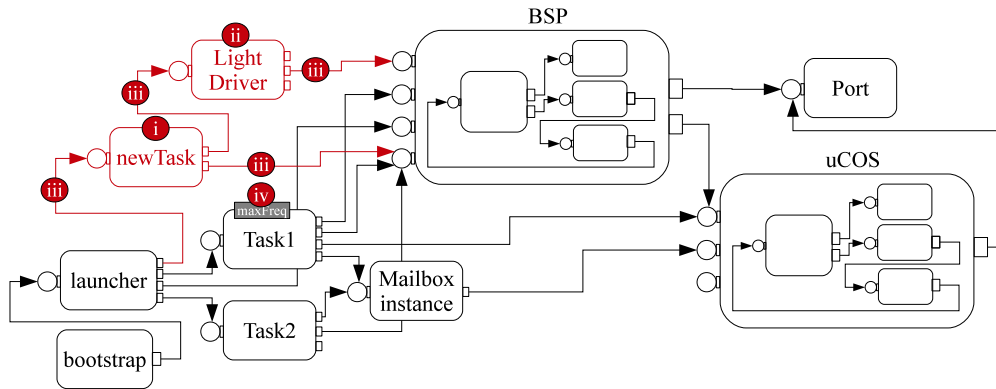 BSP
ii
Light
Driver
iii
iii
Port
i
newTask
iii
iii
uCOS
iv
maxFreq
Task1
launcher
Mailbox
instance
Task2
bootstrap